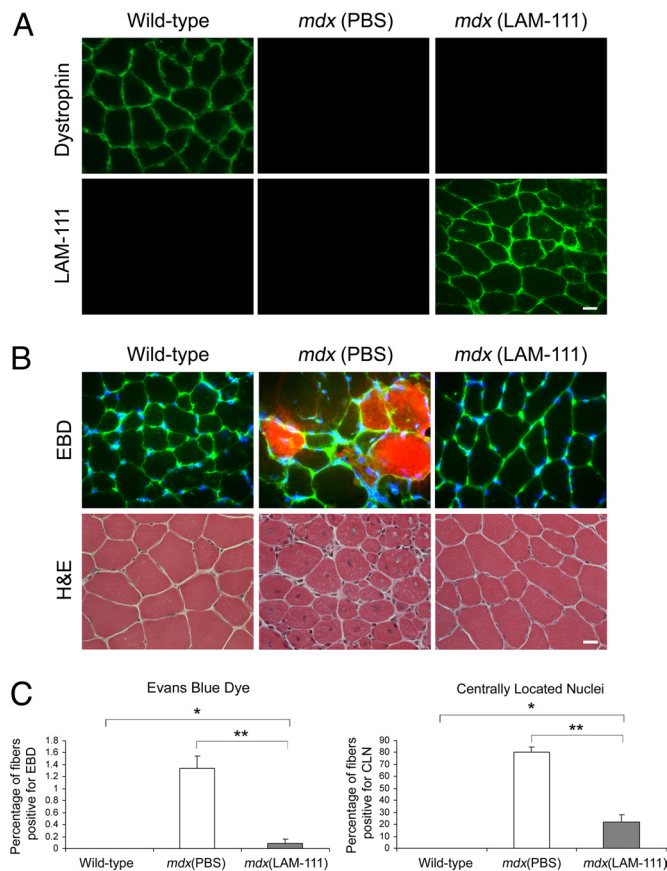 A
Wild-type mdx (PBS) mdx (LAM-111)
Dystrophin
LAM-111
B
Wild-type mdx (PBS) mdx (LAM-111)
EBD
H&E
C
Evans Blue Dye
*
**
Percentage of fibers
positive for EBD
1.8
1.6
1.4
1.2
1
0.8
0.6
0.4
0.2
0
Wild-type mdx(PBS) mdx(LAM-111)
Centrally Located Nuclei
*
**
Percentage of fibers
positive for CLN
90
80
70
60
50
40
30
20
10
0
Wild-type mdx(PBS) mdx(LAM-111)